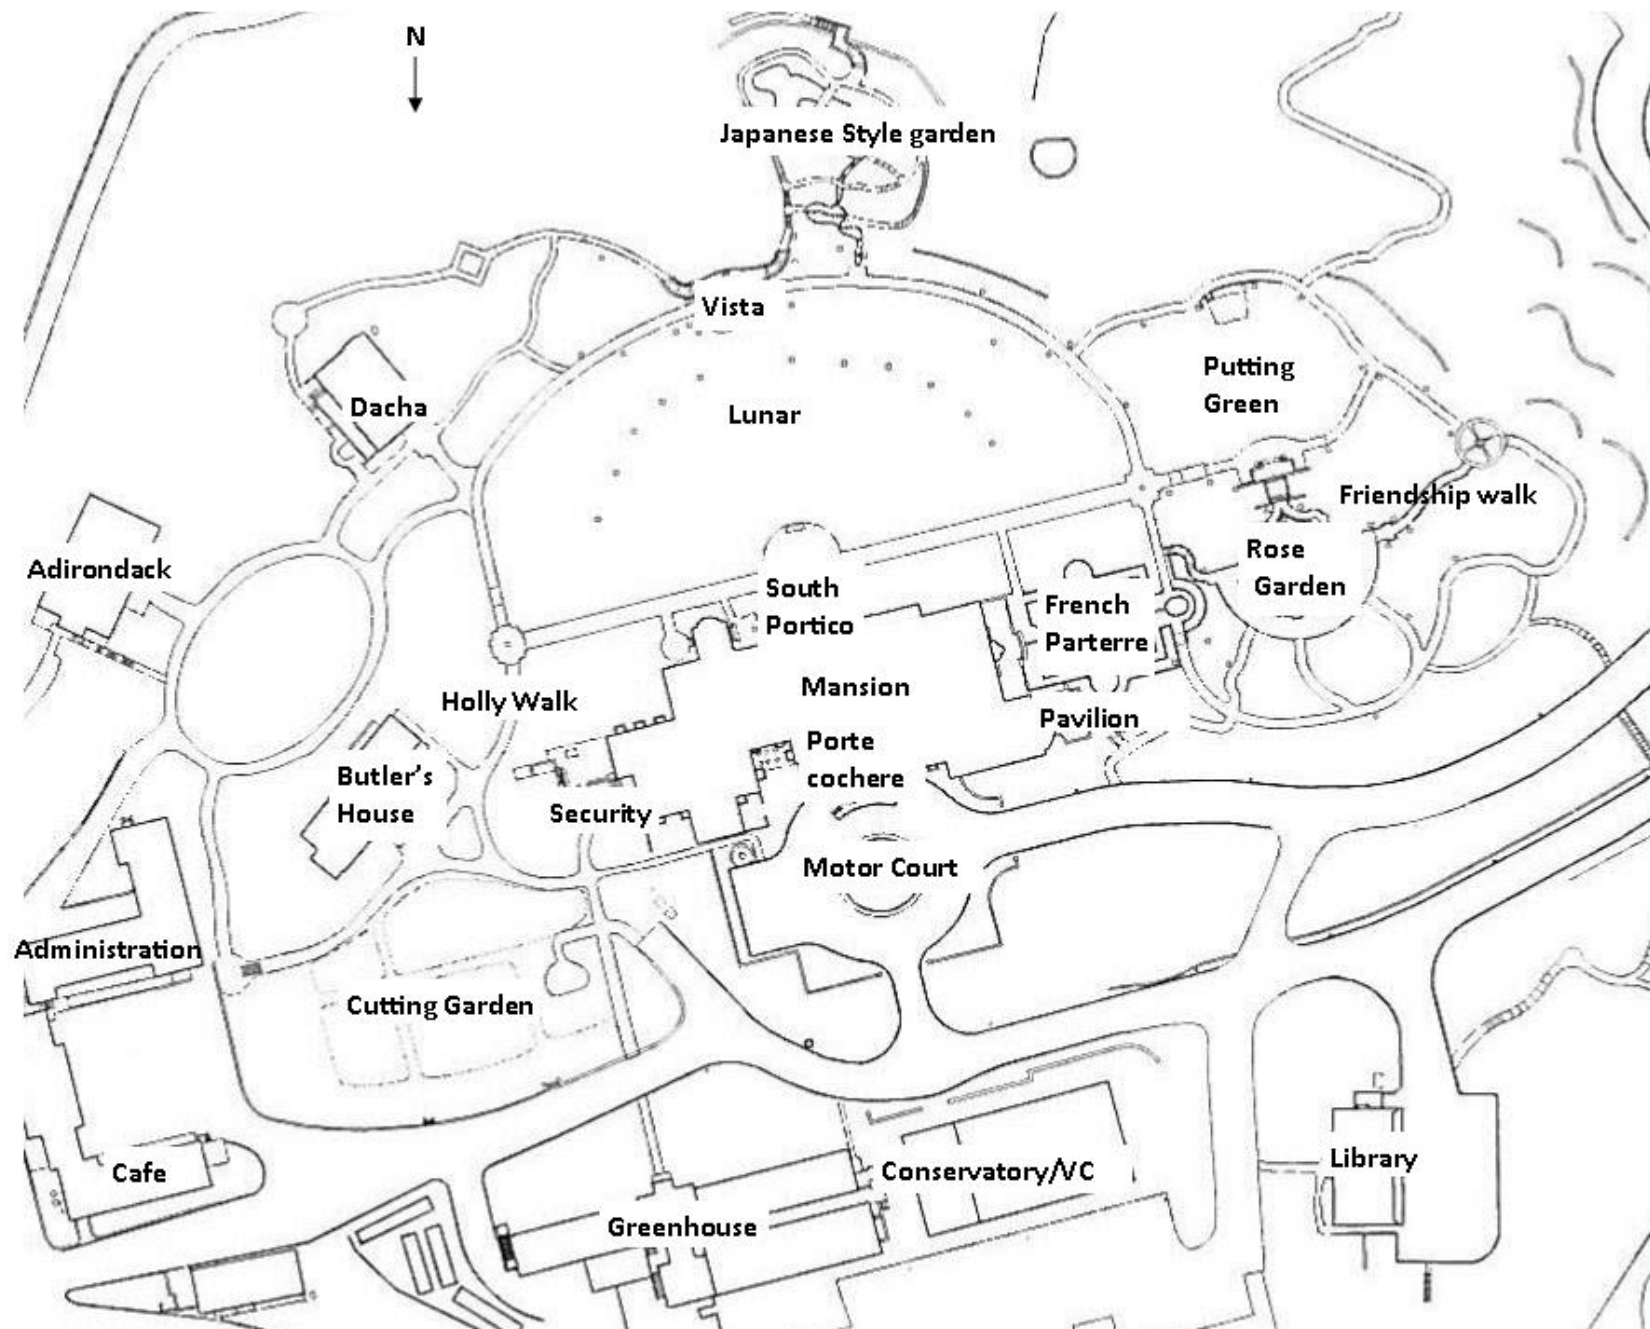 N
Japanese Style garden
Vista
Putting
Green
Dacha
Lunar
Friendship walk
Rose
Garden
Adirondack
South
Portico
French
Parterre
Holly Walk
Mansion
Pavilion
Porte
cochere
Butler's
House
Security
Motor Court
Administration
Cutting Garden
Cafe
Conservatory/VC
Library
Greenhouse